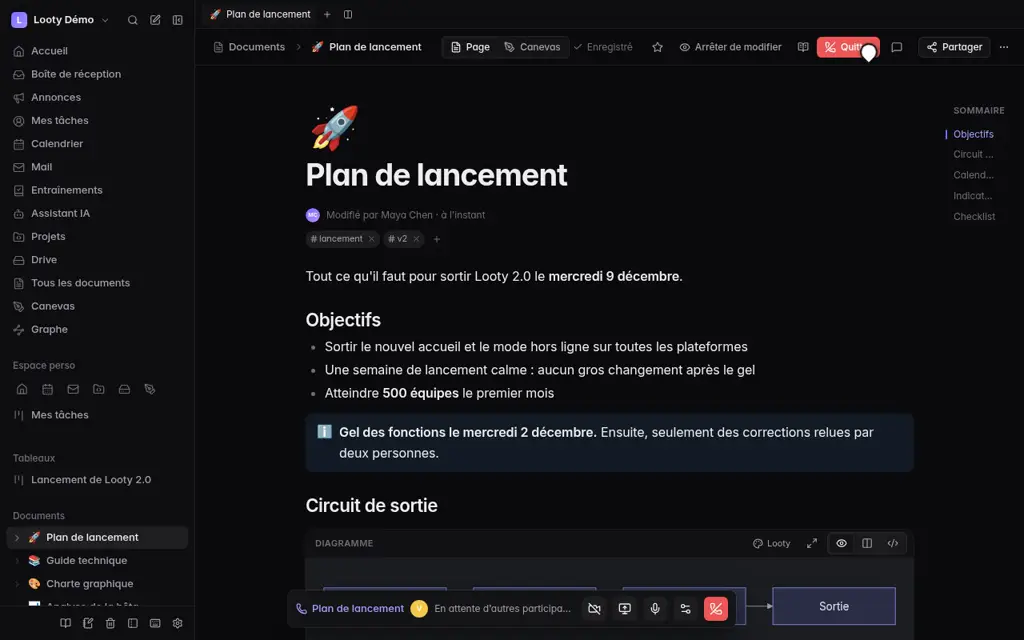 L Looty Démo
Accueil
Boîte de réception
Annonces
Mes tâches
Calendrier
Mail
Entraînements
Assistant IA
Projets
Drive
Tous les documents
Canevas
Graphe
Espace perso
Mes tâches
Tableaux
Lancement de Looty 2.0
Documents
Plan de lancement
Guide technique
Charte graphique
Plan de lancement
Documents
Plan de lancement
Page
Canevas
Enregistré
Arrêter de modifier
Partager
Plan de lancement
MC Modifié par Maya Chen · à l'instant
# lancement
# v2
Tout ce qu'il faut pour sortir Looty 2.0 le mercredi 9 décembre.
Objectifs
Sortir le nouvel accueil et le mode hors ligne sur toutes les plateformes
Une semaine de lancement calme : aucun gros changement après le gel
Atteindre 500 équipes le premier mois
Gel des fonctions le mercredi 2 décembre. Ensuite, seulement des corrections relues par
deux personnes.
Circuit de sortie
DIAGRAMME
Looty
Sortie
Plan de lancement
V
En attente d'autres participa...
SOMMAIRE
Objectifs
Circuit ...
Calend...
Indicat...
Checklist